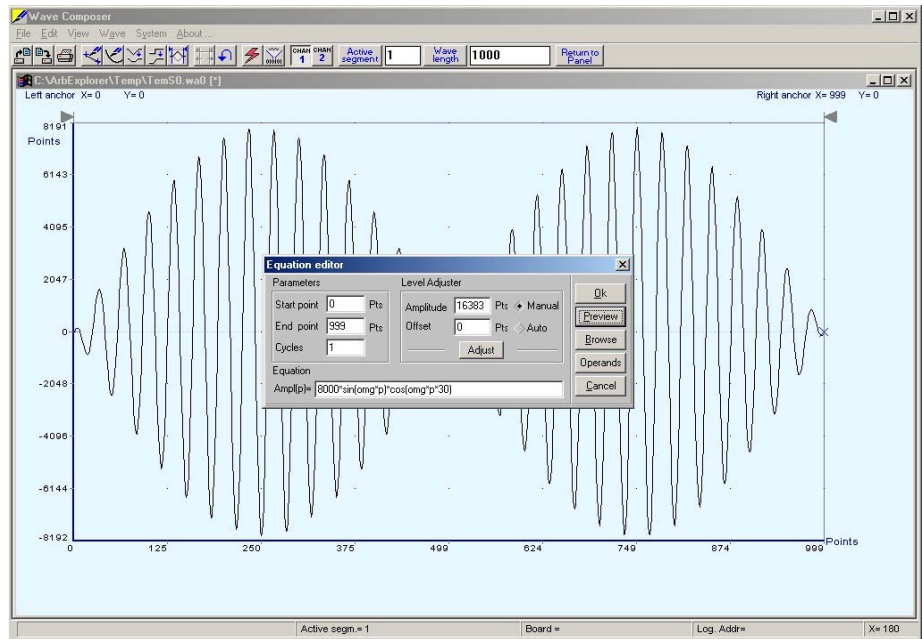 Wave Composer
File Edit View Wave System About ...
CHAN 1 CHAN 2 Active segment 1 Wave length 1000 Return to Panel
C:\ArbExplorer\Temp\TemS0.wa0 [*]
Left anchor X= 0 Y= 0 Right anchor X= 999 Y= 0
8191
Points
6143
4095
2047
0
-2048
-4096
-6144
-8192
0 125 250 375 499 624 749 874 999 Points
Equation editor
Parameters
Start point 0 Pts
End point 999 Pts
Cycles 1
Level Adjuster
Amplitude 16383 Pts Manual
Offset 0 Pts Auto
Adjust
Equation
Ampl(p)= 8000*sin(omg*p)*cos(omg*p*30)
Ok
Preview
Browse
Operands
Cancel
Active segm.= 1 Board = Log. Addr= X= 180